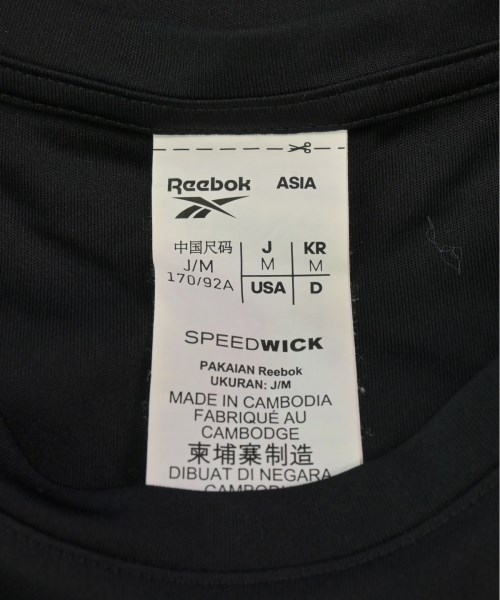 Reebok ASIA
中国尺码 J KR
J/M M M
170/92A USA D
SPEEDWICK
PAKAIAN Reebok
UKURAN: J/M
MADE IN CAMBODIA
FABRIQUÉ AU
CAMBODGE
柬埔寨制造
DIBUAT DI NEGARA